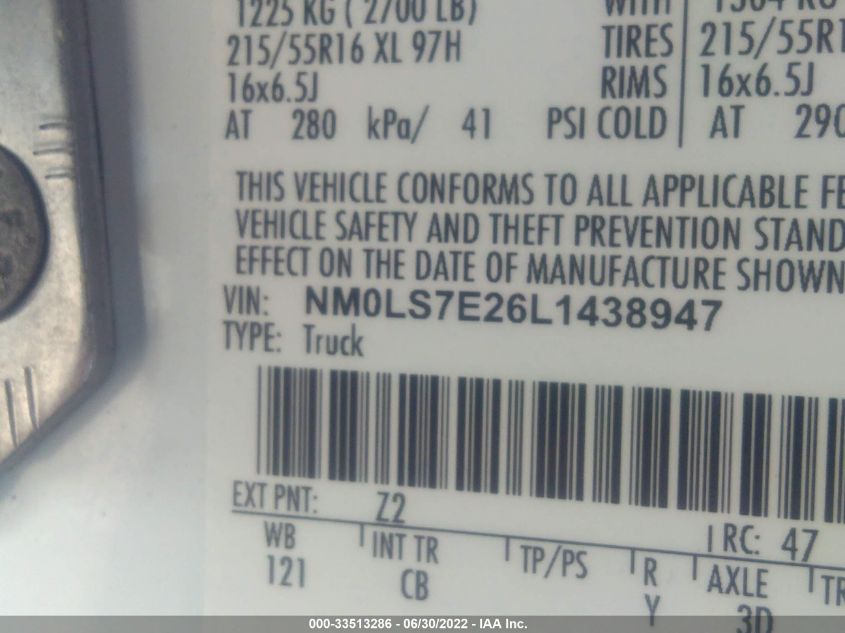 1225 KG ( 2700 LB) WITH
215/55R16 XL 97H TIRES 215/55R1
16x6.5J RIMS 16x6.5J
AT 280 kPa/ 41 PSI COLD AT 290
THIS VEHICLE CONFORMS TO ALL APPLICABLE FE
VEHICLE SAFETY AND THEFT PREVENTION STAND
EFFECT ON THE DATE OF MANUFACTURE SHOWN
VIN: NM0LS7E26L1438947
TYPE: Truck
EXT PNT: Z2 RC: 47
WB INT TR TP/PS R AXLE TR
121 CB Y 3D
000-33513286 - 06/30/2022 - IAA Inc.